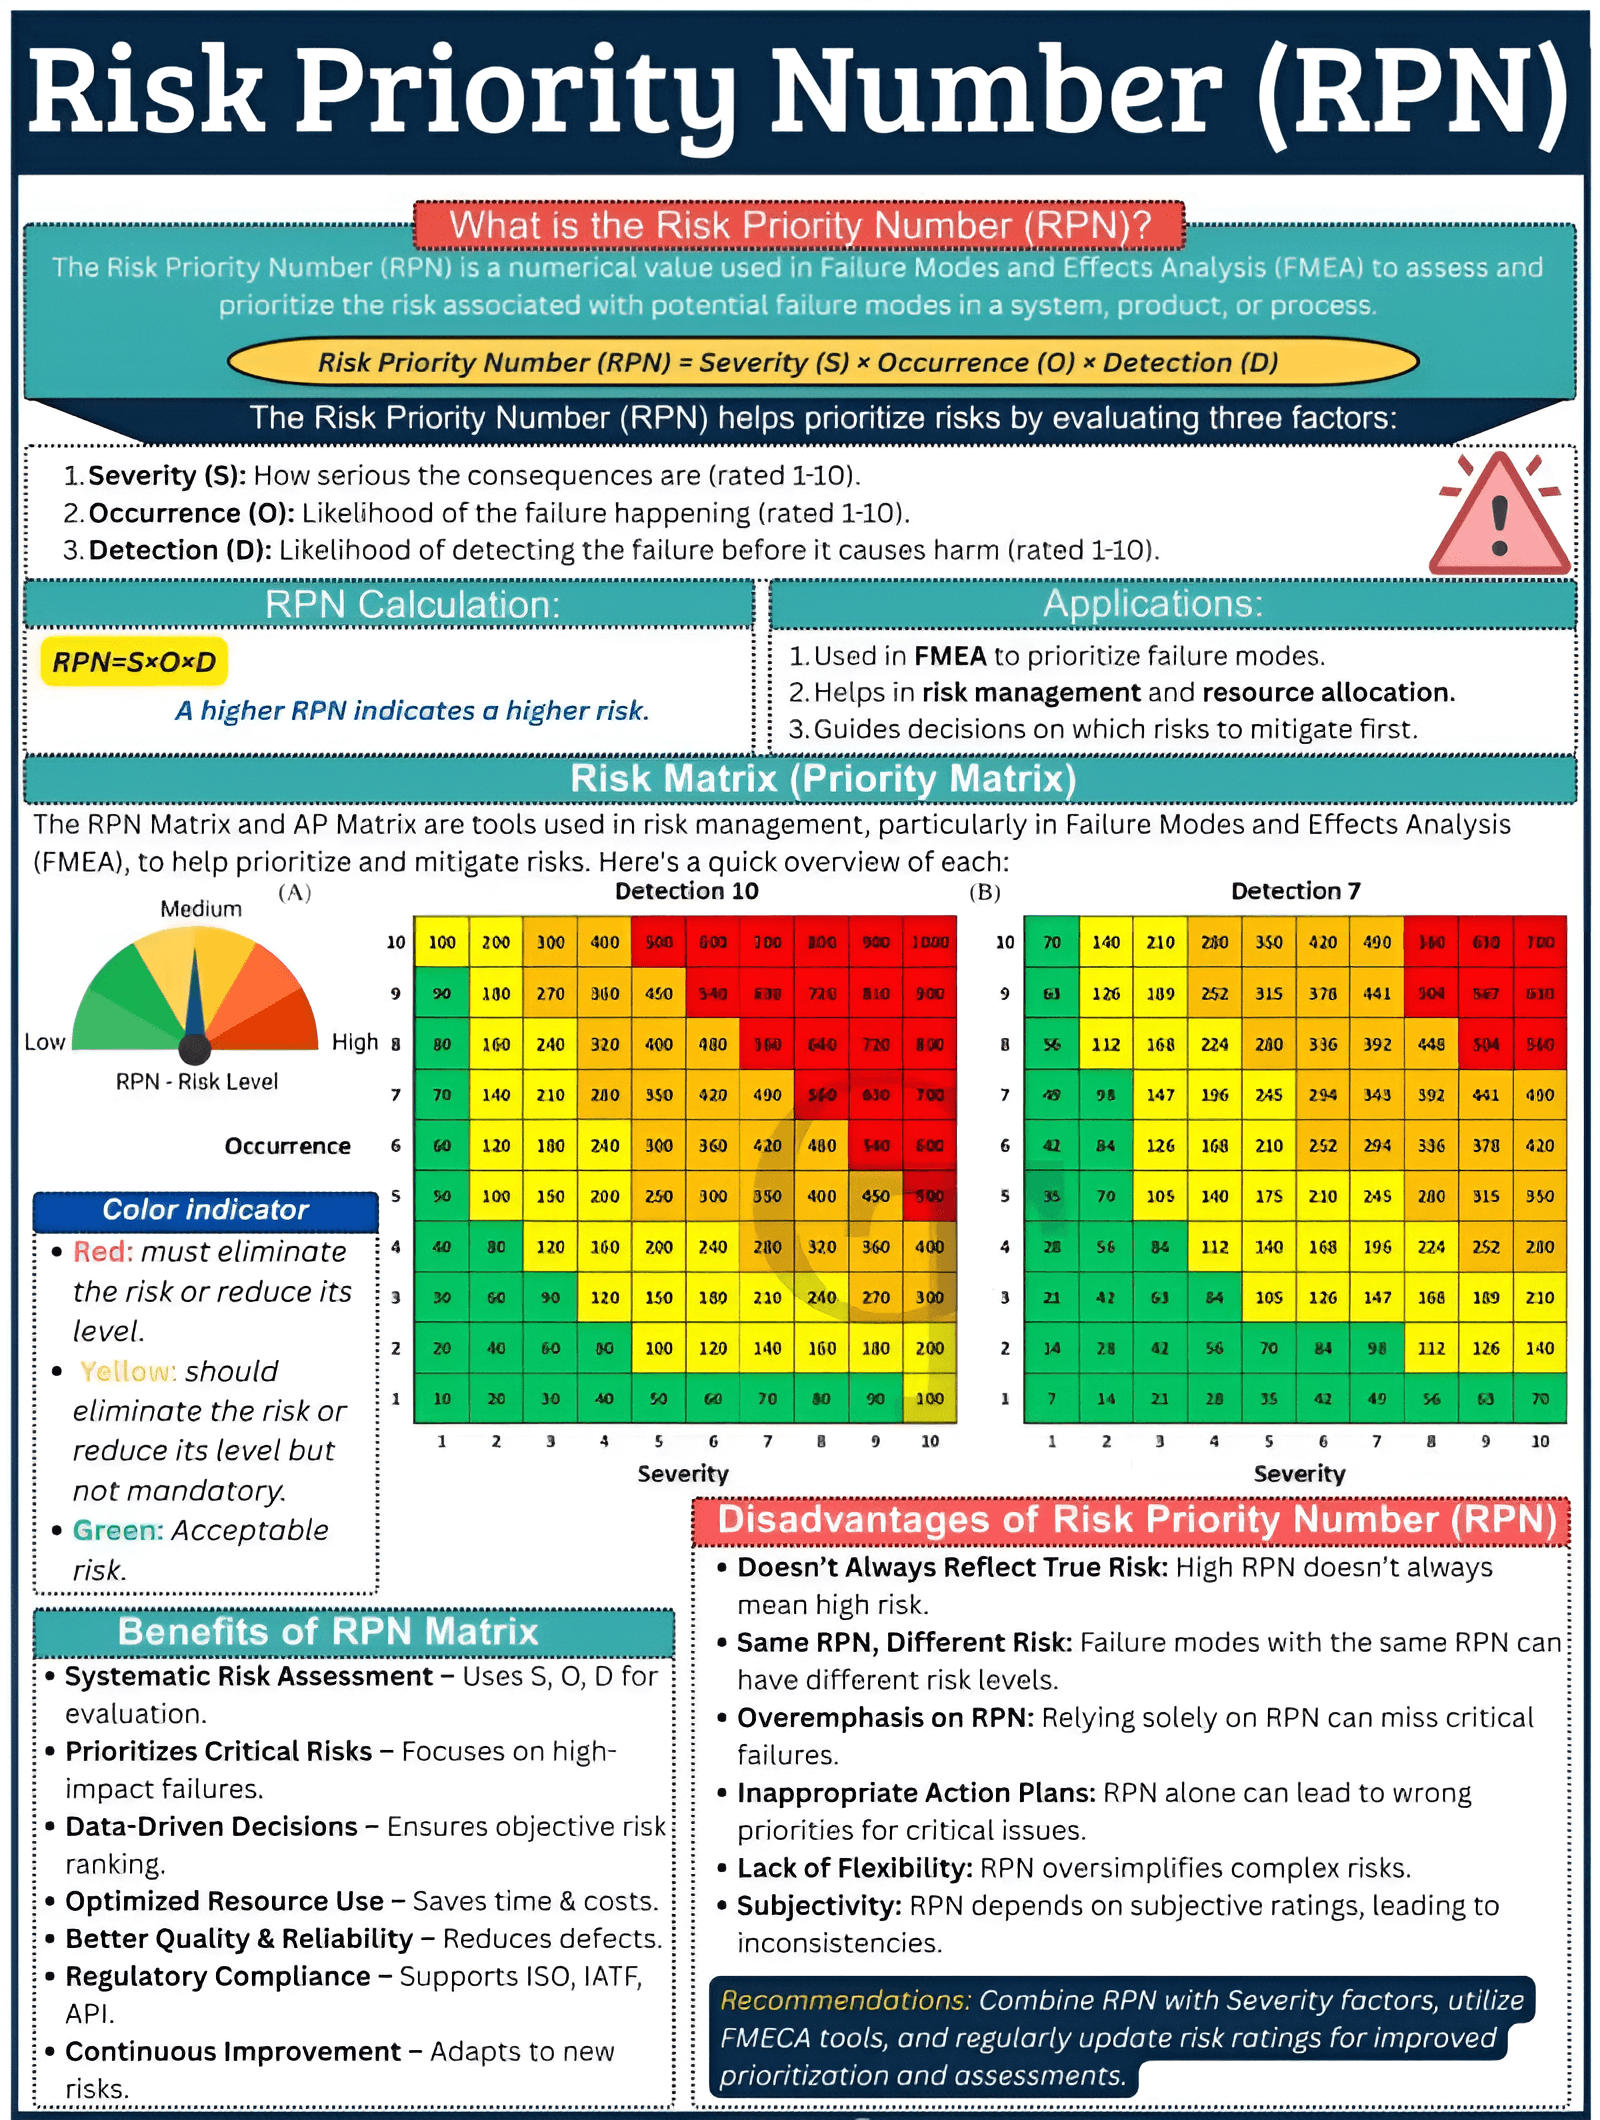 Risk Priority Number (RPN)
What is the Risk Priority Number (RPN)?
The Risk Priority Number (RPN) is a numerical value used in Failure Modes and Effects Analysis (FMEA) to assess and
prioritize the risk associated with potential failure modes in a system, product, or process.
Risk Priority Number (RPN) = Severity (S) × Occurrence (O) × Detection (D)
The Risk Priority Number (RPN) helps prioritize risks by evaluating three factors:
1. Severity (S): How serious the consequences are (rated 1-10).
2. Occurrence (O): Likelihood of the failure happening (rated 1-10).
3. Detection (D): Likelihood of detecting the failure before it causes harm (rated 1-10).
RPN Calculation:
RPN=S×O×D
A higher RPN indicates a higher risk.
Applications:
1. Used in FMEA to prioritize failure modes.
2. Helps in risk management and resource allocation.
3. Guides decisions on which risks to mitigate first.
Risk Matrix (Priority Matrix)
The RPN Matrix and AP Matrix are tools used in risk management, particularly in Failure Modes and Effects Analysis
(FMEA), to help prioritize and mitigate risks. Here's a quick overview of each:
Medium
Low
High
RPN - Risk Level
(A)
Detection 10
Occurrence
10 100 200 300 400 500 600 700 800 900 1000
9 90 180 270 360 450 540 630 720 810 900
8 80 160 240 320 400 480 560 640 720 800
7 70 140 210 280 350 420 490 560 630 700
6 60 120 180 240 300 360 420 480 540 600
5 50 100 150 200 250 300 350 400 450 500
4 40 80 120 160 200 240 280 320 360 400
3 30 60 90 120 150 180 210 240 270 300
2 20 40 60 80 100 120 140 160 180 200
1 10 20 30 40 50 60 70 80 90 100
1 2 3 4 5 6 7 8 9 10
Severity
(B)
Detection 7
10 70 140 210 280 350 420 490 560 630 700
9 63 126 189 252 315 378 441 504 567 630
8 56 112 168 224 280 336 392 448 504 560
7 49 98 147 196 245 294 343 392 441 490
6 42 84 126 168 210 252 294 336 378 420
5 35 70 105 140 175 210 245 280 315 350
4 28 56 84 112 140 168 196 224 252 280
3 21 42 63 84 105 126 147 168 189 210
2 14 28 42 56 70 84 98 112 126 140
1 7 14 21 28 35 42 49 56 63 70
1 2 3 4 5 6 7 8 9 10
Severity
Color indicator
• Red: must eliminate
the risk or reduce its
level.
• Yellow: should
eliminate the risk or
reduce its level but
not mandatory.
• Green: Acceptable
risk.
Benefits of RPN Matrix
• Systematic Risk Assessment – Uses S, O, D for
evaluation.
• Prioritizes Critical Risks – Focuses on high-
impact failures.
• Data-Driven Decisions – Ensures objective risk
ranking.
• Optimized Resource Use – Saves time & costs.
• Better Quality & Reliability – Reduces defects.
• Regulatory Compliance – Supports ISO, IATF,
API.
• Continuous Improvement – Adapts to new
risks.
Disadvantages of Risk Priority Number (RPN)
• Doesn't Always Reflect True Risk: High RPN doesn't always
mean high risk.
• Same RPN, Different Risk: Failure modes with the same RPN can
have different risk levels.
• Overemphasis on RPN: Relying solely on RPN can miss critical
failures.
• Inappropriate Action Plans: RPN alone can lead to wrong
priorities for critical issues.
• Lack of Flexibility: RPN oversimplifies complex risks.
• Subjectivity: RPN depends on subjective ratings, leading to
inconsistencies.
Recommendations: Combine RPN with Severity factors, utilize
FMECA tools, and regularly update risk ratings for improved
prioritization and assessments.